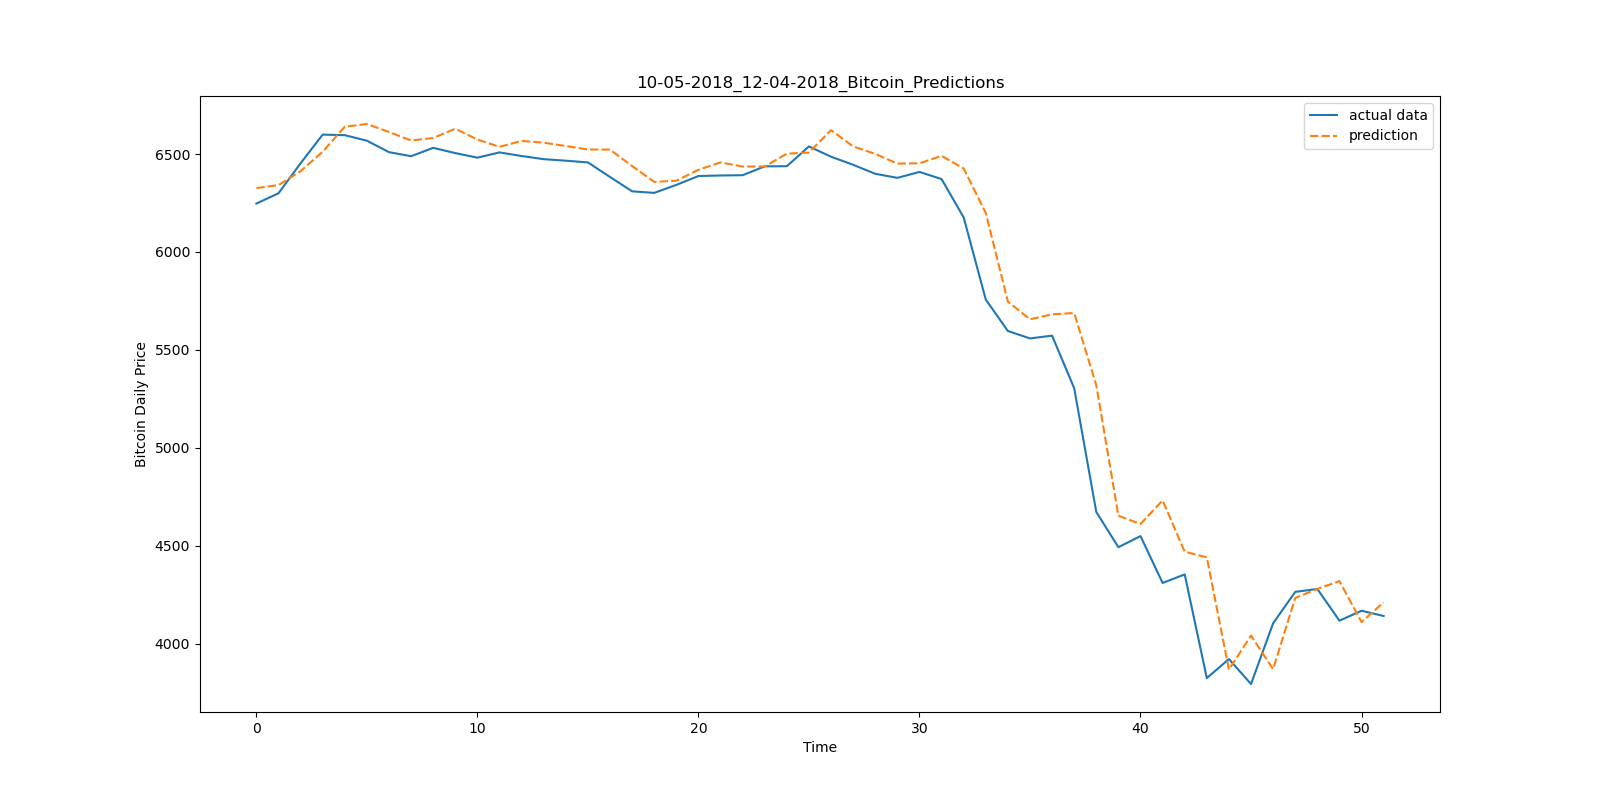 10-05-2018_12-04-2018_Bitcoin_Predictions
actual data
prediction
6500
6000
5500
5000
4500
4000
Bitcoin Daily Price
0 10 20 30 40 50
Time